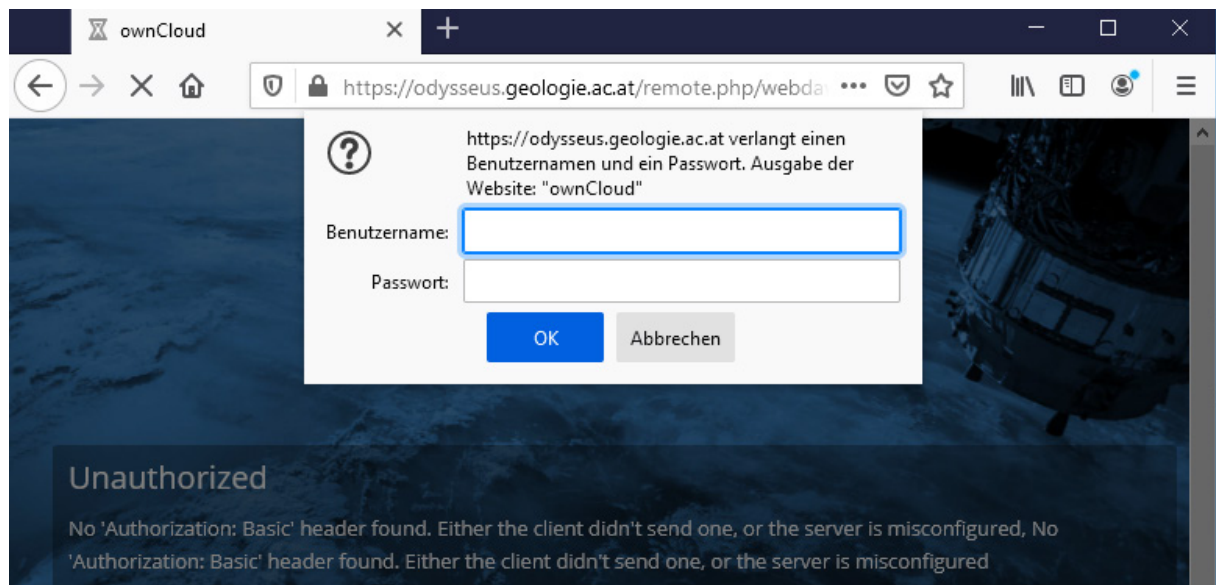 ownCloud
https://odysseus.geologie.ac.at/remote.php/webda
https://odysseus.geologie.ac.at verlangt einen
Benutzernamen und ein Passwort. Ausgabe der
Website: "ownCloud"
Benutzername:
Passwort:
OK Abbrechen
Unauthorized
No 'Authorization: Basic' header found. Either the client didn't send one, or the server is misconfigured, No
'Authorization: Basic' header found. Either the client didn't send one, or the server is misconfigured